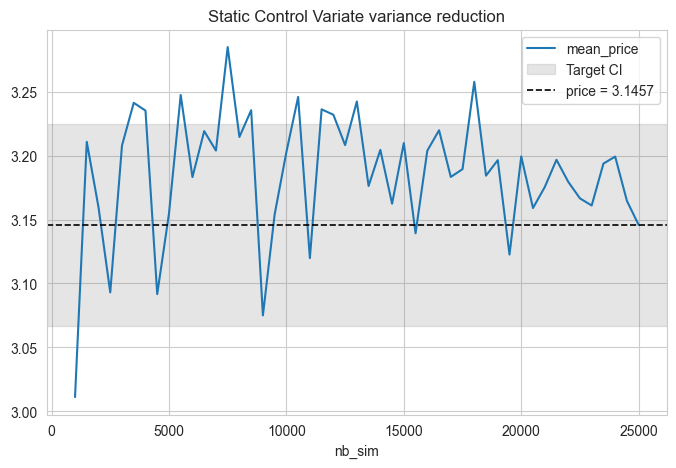 Static Control Variate variance reduction
mean_price
Target CI
price = 3.1457
3.25
3.20
3.15
3.10
3.05
3.00
0
5000
10000
15000
20000
25000
nb_sim